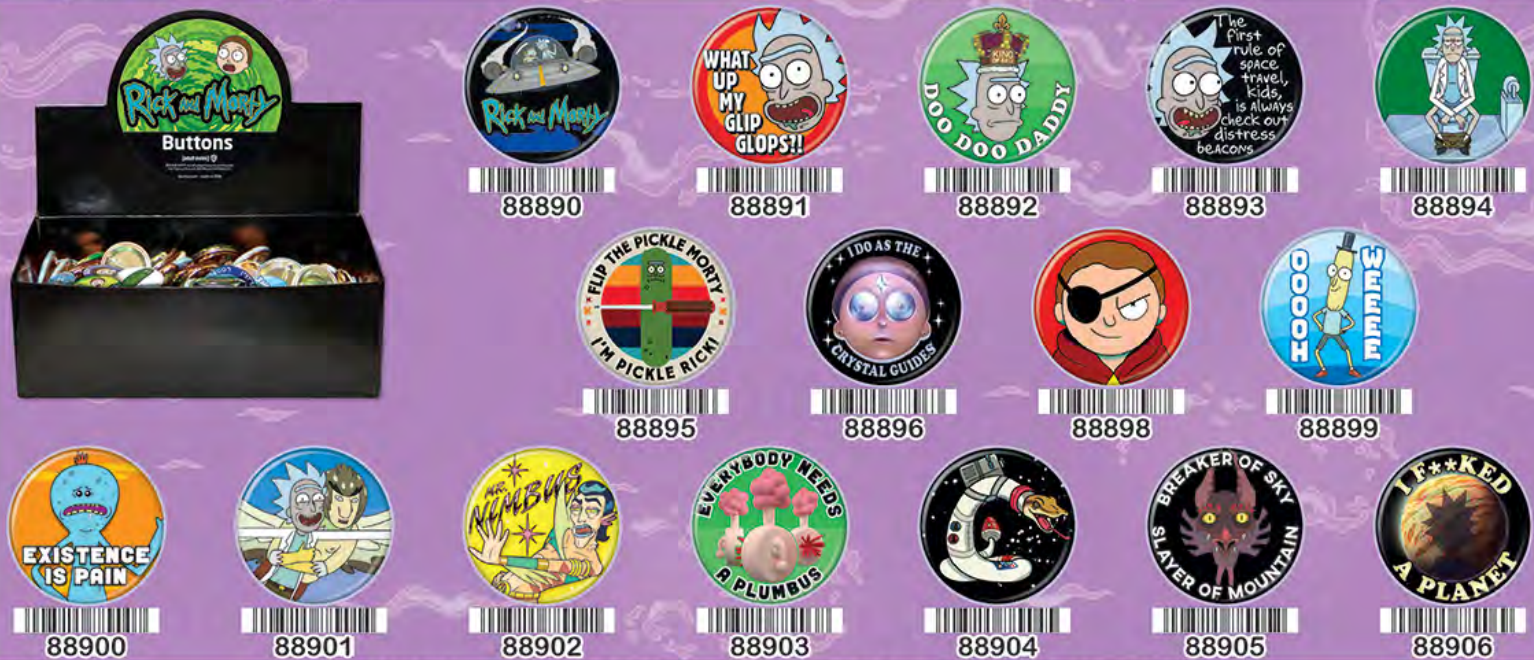 Rick and Morty
Buttons
[adult swim]
Rick and Morty
88890
WHAT
UP
MY
GLIP
GLOPS?!
88891
DOO DOO DADDY
88892
The
first
rule of
space
travel,
kids,
is always
check out
distress
beacons
88893
88894
FLIP THE PICKLE MORTY
I'M PICKLE RICK!
88895
I DO AS THE
CRYSTAL GUIDES
88896
88898
OOOOH
WEEEEE
88899
EXISTENCE
IS PAIN
88900
88901
MR.
NIMBUS
88902
EVERYBODY NEEDS
A PLUMBUS
88903
88904
BREAKER OF SKY
SLAYER OF MOUNTAIN
88905
I F**KED
A PLANET
88906